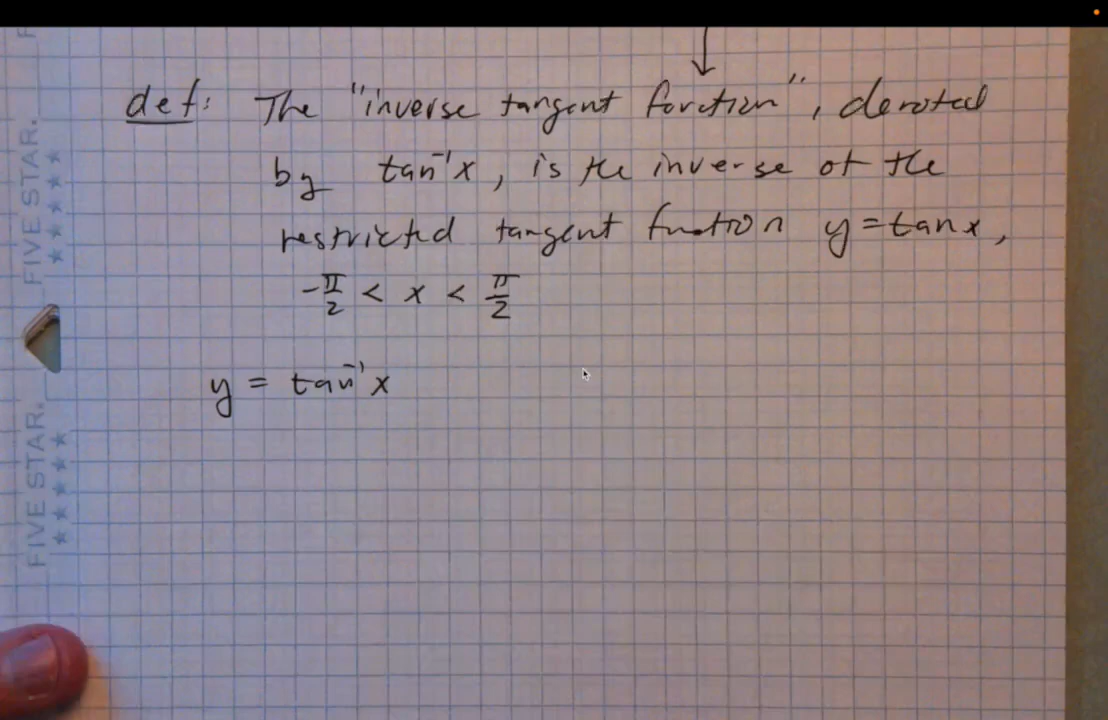 def: The "inverse tangent function", denoted
by tan⁻¹x, is the inverse of the
restricted tangent function y = tan x,
-π/2 < x < π/2
y = tan⁻¹x
FIVE STAR.
FIVE STAR.